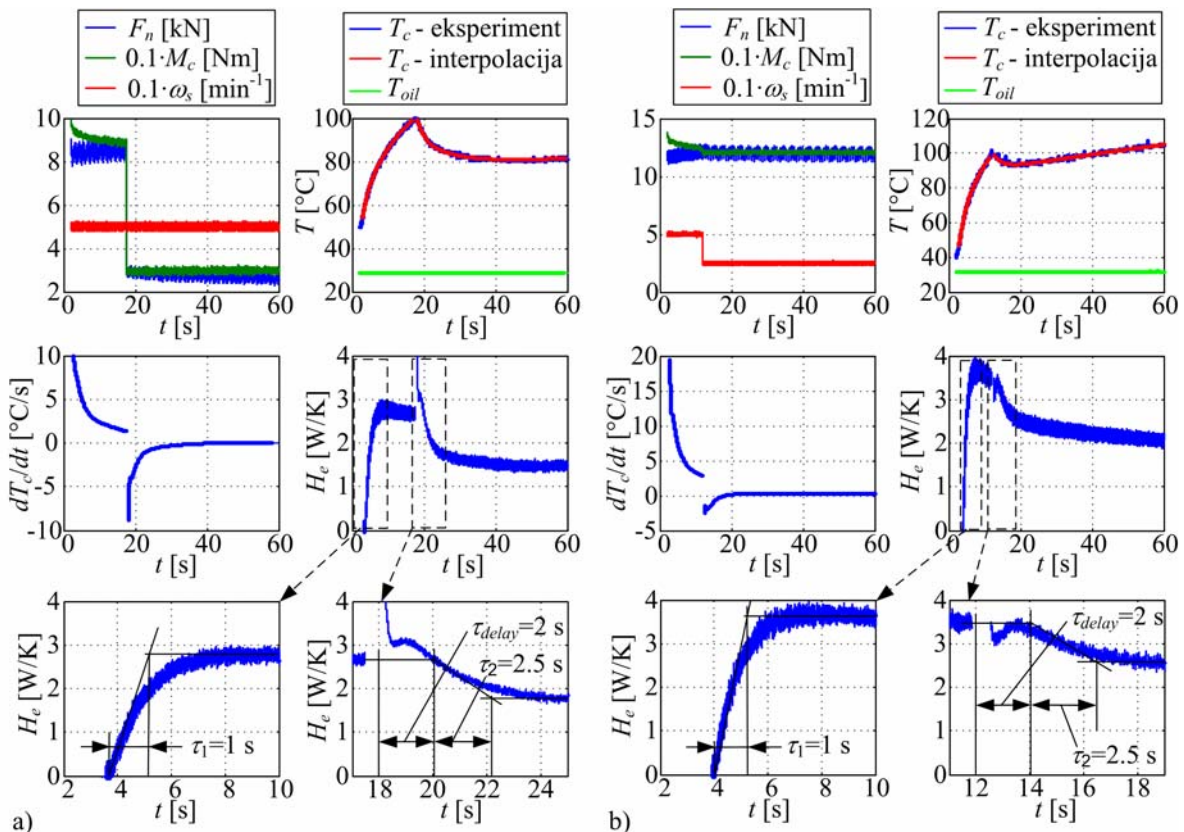 F_n [kN]
0.1·M_c [Nm]
0.1·ω_s [min⁻¹]
T_c - eksperiment
T_c - interpolacija
T_oil
10
8
6
4
2
0 20 40 60
t [s]
T [°C]
100
80
60
40
20
0 20 40 60
t [s]
dT_c/dt [°C/s]
10
5
0
-5
-10
0 20 40 60
t [s]
H_e [W/K]
4
3
2
1
0
0 20 40 60
t [s]
H_e [W/K]
4
3
2
1
0
τ_1=1 s
2 4 6 8 10
t [s]
H_e [W/K]
4
3
2
1
0
τ_delay=2 s
τ_2=2.5 s
18 20 22 24
t [s]
a)
F_n [kN]
0.1·M_c [Nm]
0.1·ω_s [min⁻¹]
T_c - eksperiment
T_c - interpolacija
T_oil
15
10
5
0
0 20 40 60
t [s]
T [°C]
120
100
80
60
40
20
0 20 40 60
t [s]
dT_c/dt [°C/s]
20
15
10
5
0
-5
0 20 40 60
t [s]
H_e [W/K]
4
3
2
1
0
0 20 40 60
t [s]
H_e [W/K]
4
3
2
1
0
τ_1=1 s
2 4 6 8 10
t [s]
H_e [W/K]
4
3
2
1
0
τ_delay=2 s
τ_2=2.5 s
12 14 16 18
t [s]
b)